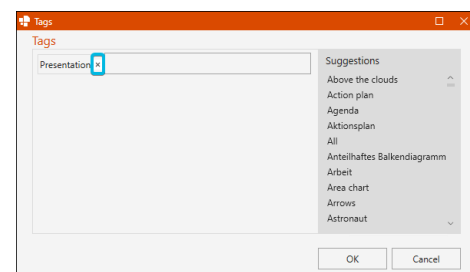 Tags
Tags
Presentation ×
Suggestions
Above the clouds
Action plan
Agenda
Aktionsplan
All
Anteilhaftes Balkendiagramm
Arbeit
Area chart
Arrows
Astronaut
OK
Cancel